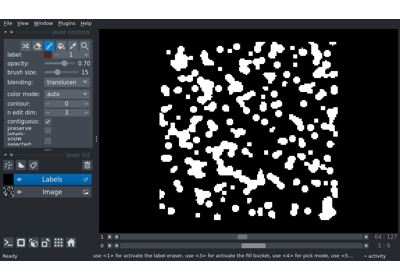 File View Window Plugins Help
layer controls
label: 1
opacity: 0.70
brush size: 15
blending: translucen
color mode: auto
contour: 0
n edit dim: 3
contiguous:
preserve labels:
show selected:
layer list
Labels
Image
1 64 127
5 0
Ready use <1> for activate the label eraser, use <3> for activate the fill bucket, use <4> for pick mode, use <5... activity